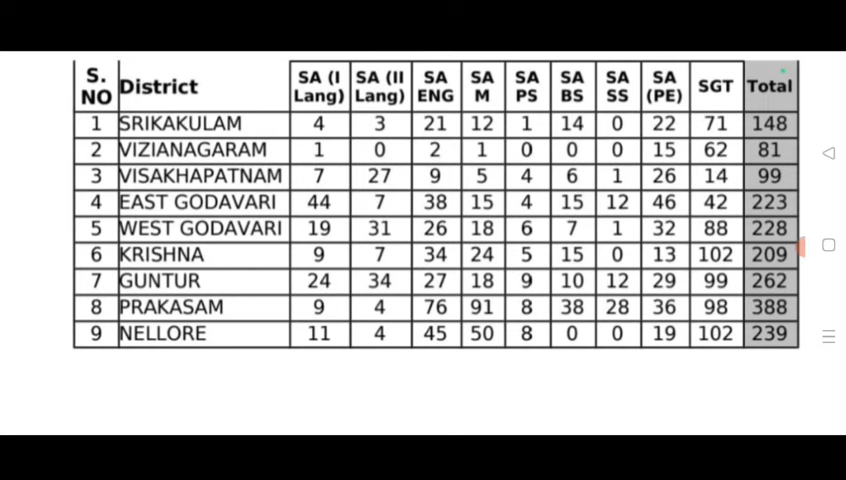 S. NO District SA (I Lang) SA (II Lang) SA ENG SA M SA PS SA BS SA SS SA (PE) SGT Total
1 SRIKAKULAM 4 3 21 12 1 14 0 22 71 148
2 VIZIANAGARAM 1 0 2 1 0 0 0 15 62 81
3 VISAKHAPATNAM 7 27 9 5 4 6 1 26 14 99
4 EAST GODAVARI 44 7 38 15 4 15 12 46 42 223
5 WEST GODAVARI 19 31 26 18 6 7 1 32 88 228
6 KRISHNA 9 7 34 24 5 15 0 13 102 209
7 GUNTUR 24 34 27 18 9 10 12 29 99 262
8 PRAKASAM 9 4 76 91 8 38 28 36 98 388
9 NELLORE 11 4 45 50 8 0 0 19 102 239